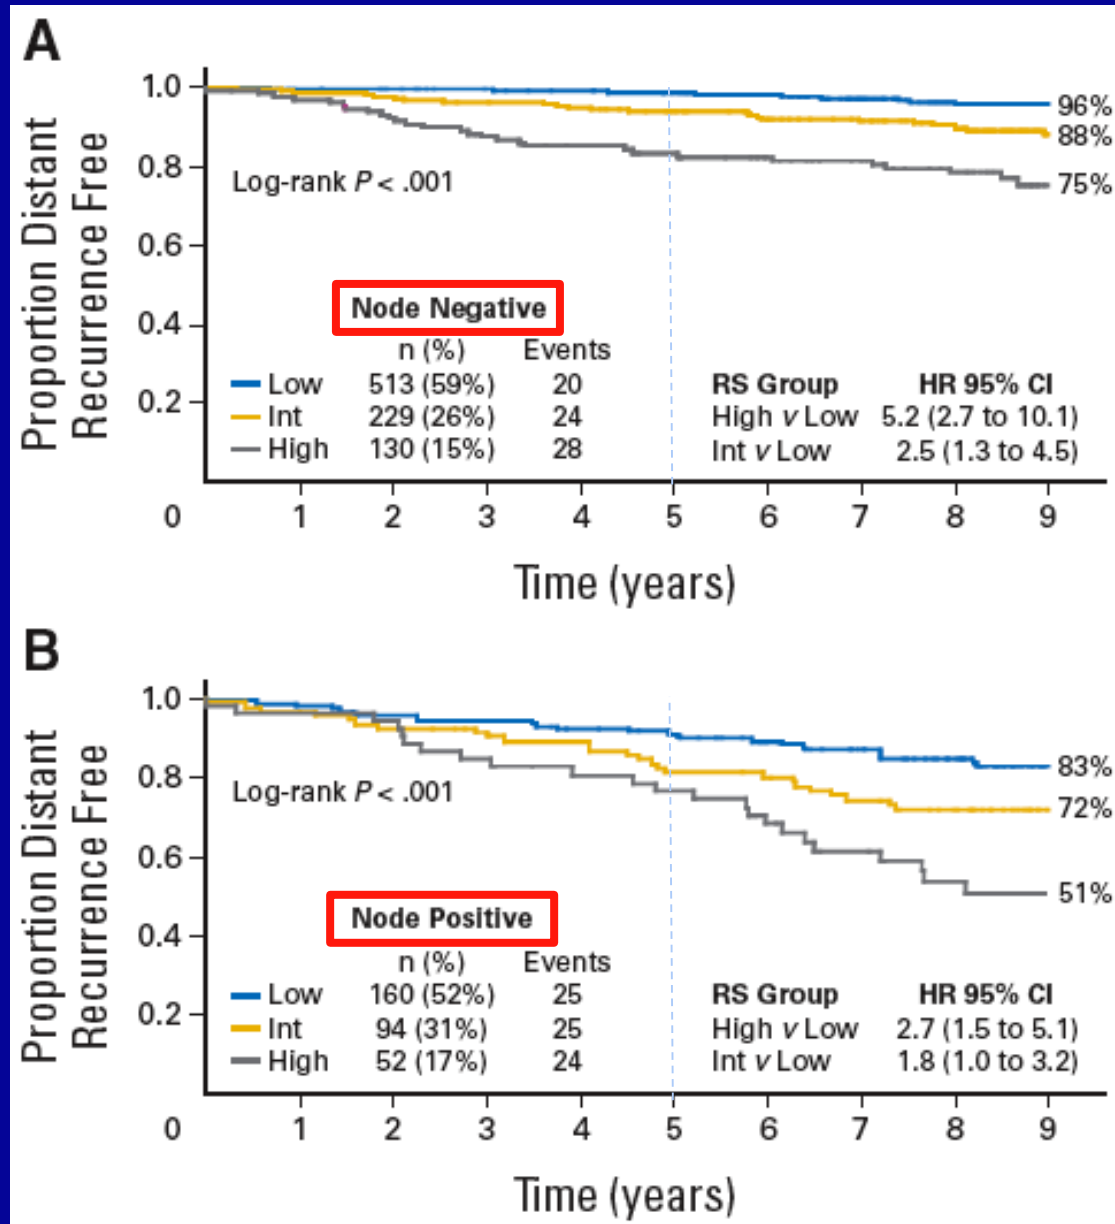 A
Proportion Distant
Recurrence Free
1.0
0.8
0.6
0.4
0.2
0
96%
88%
75%
Log-rank P < .001
Node Negative
n (%) Events
Low 513 (59%) 20
Int 229 (26%) 24
High 130 (15%) 28
RS Group HR 95% CI
High v Low 5.2 (2.7 to 10.1)
Int v Low 2.5 (1.3 to 4.5)
1 2 3 4 5 6 7 8 9
Time (years)
B
Proportion Distant
Recurrence Free
1.0
0.8
0.6
0.4
0.2
0
83%
72%
51%
Log-rank P < .001
Node Positive
n (%) Events
Low 160 (52%) 25
Int 94 (31%) 25
High 52 (17%) 24
RS Group HR 95% CI
High v Low 2.7 (1.5 to 5.1)
Int v Low 1.8 (1.0 to 3.2)
1 2 3 4 5 6 7 8 9
Time (years)